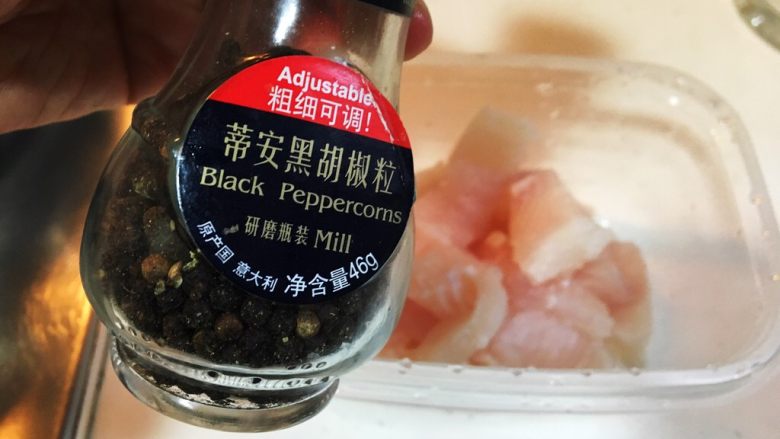 Adjustable
粗细可调!
蒂安黑胡椒粒
Black Peppercorns
研磨瓶装 Mill
原产国 意大利 净含量46g